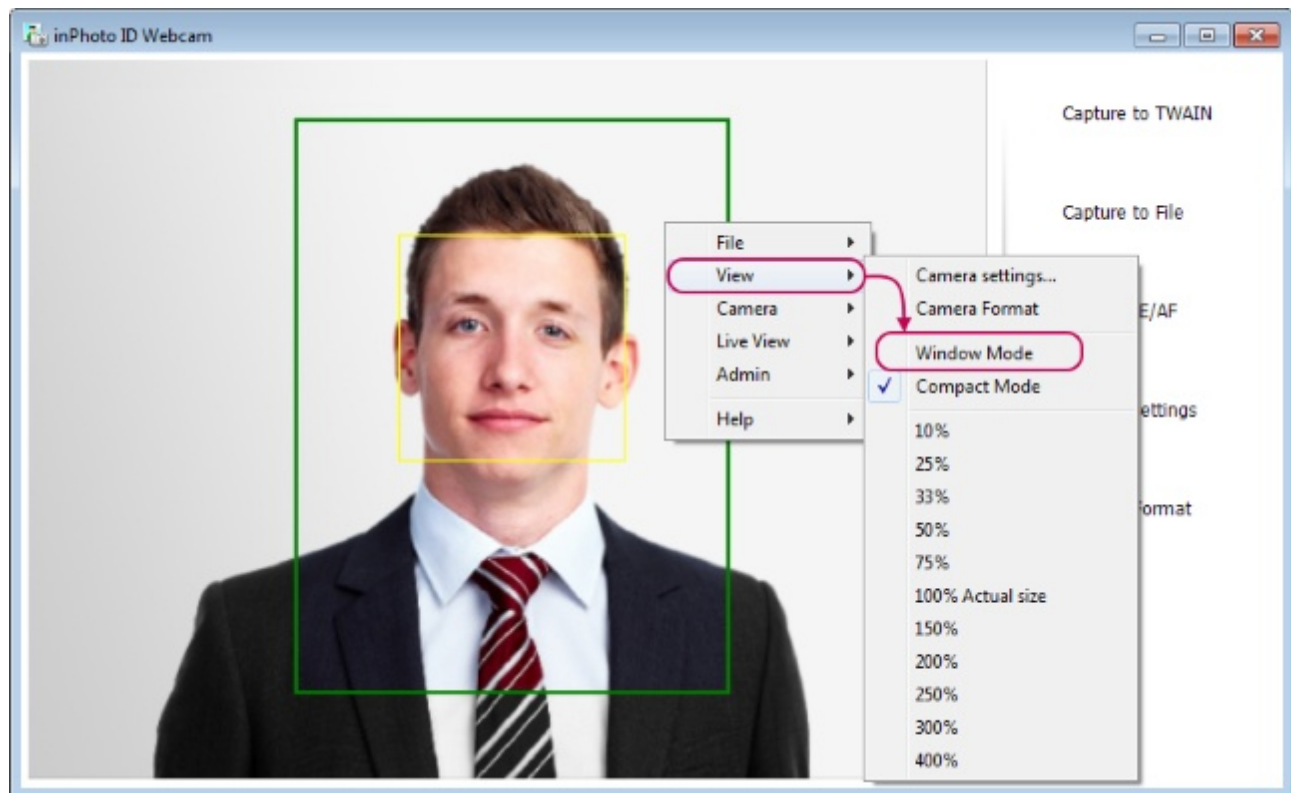 inPhoto ID Webcam
Capture to TWAIN
Capture to File
File
View
Camera
Live View
Admin
Help
Camera settings...
Camera Format
Window Mode
Compact Mode
10%
25%
33%
50%
75%
100% Actual size
150%
200%
250%
300%
400%
E/AF
ettings
ormat